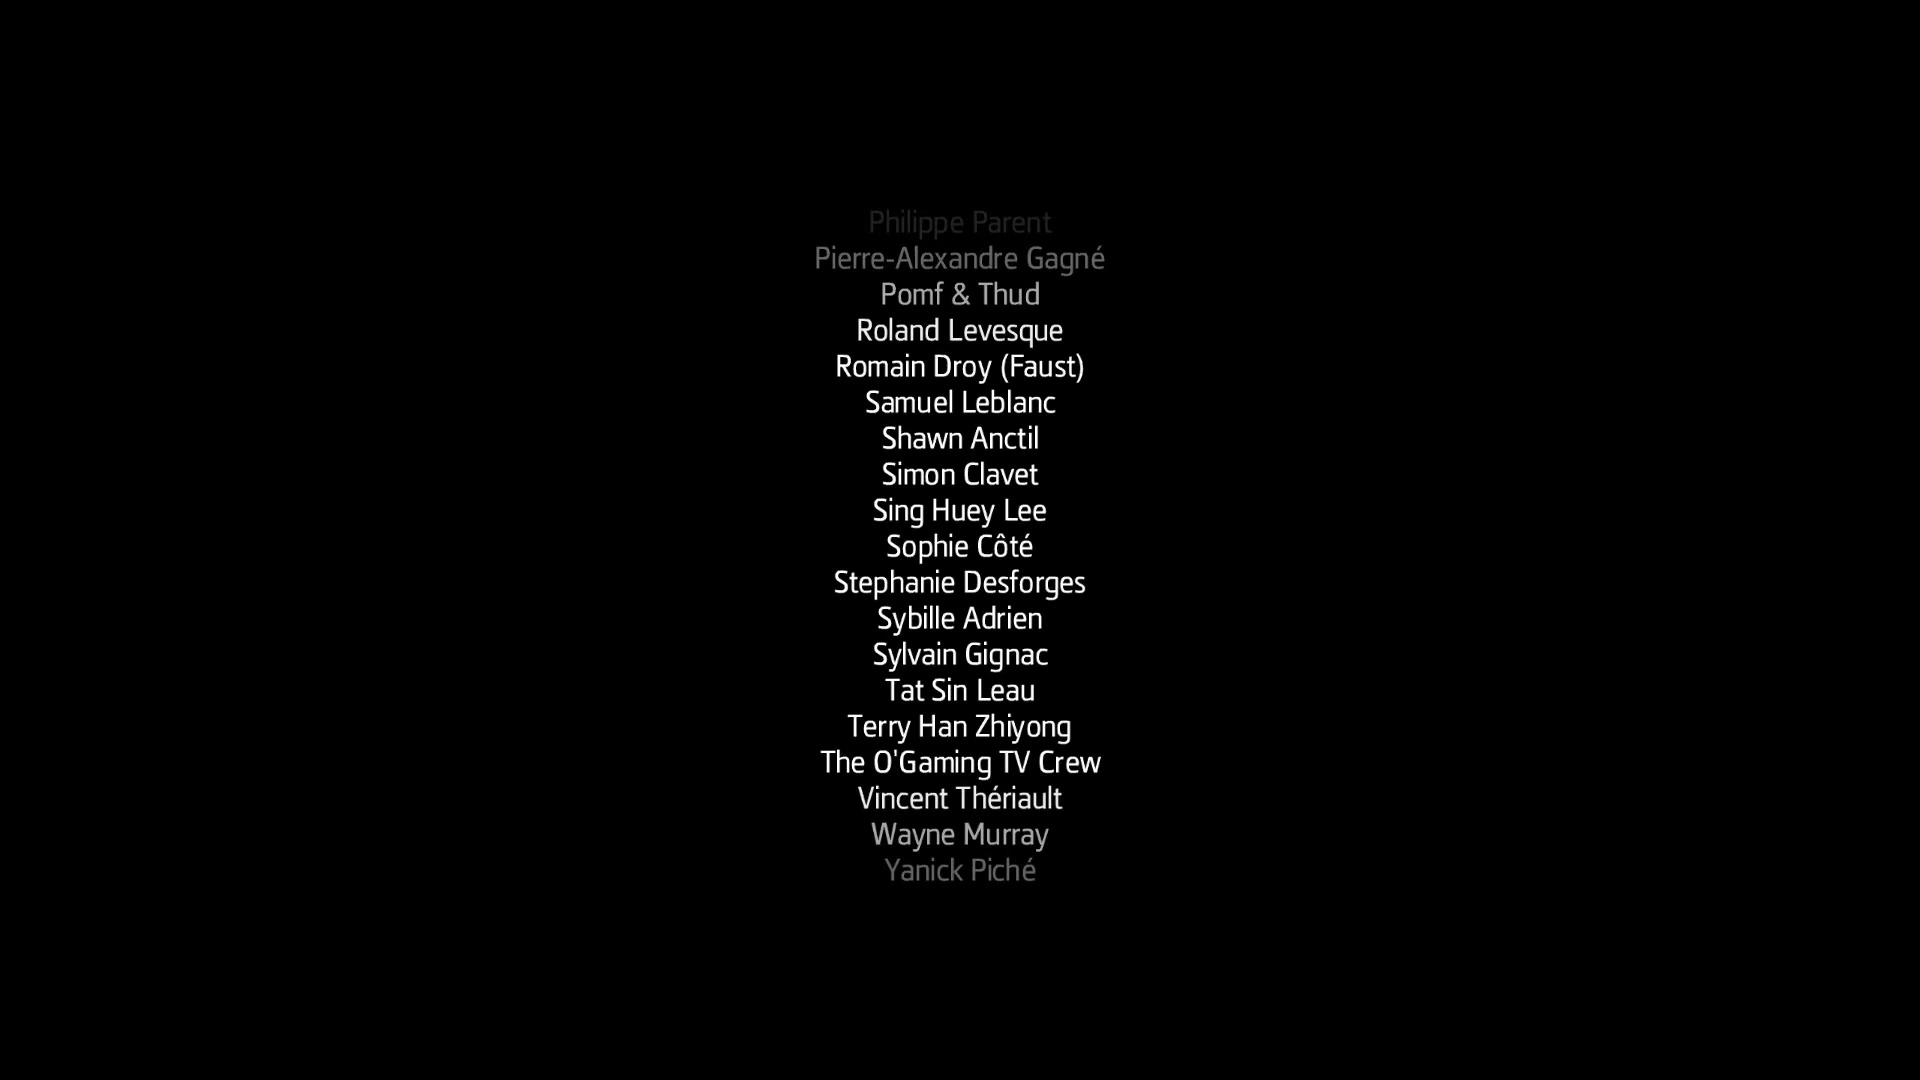 Philippe Parent
Pierre-Alexandre Gagné
Pomf & Thud
Roland Levesque
Romain Droy (Faust)
Samuel Leblanc
Shawn Anctil
Simon Clavet
Sing Huey Lee
Sophie Côté
Stephanie Desforges
Sybille Adrien
Sylvain Gignac
Tat Sin Leau
Terry Han Zhiyong
The O'Gaming TV Crew
Vincent Thériault
Wayne Murray
Yanick Piché